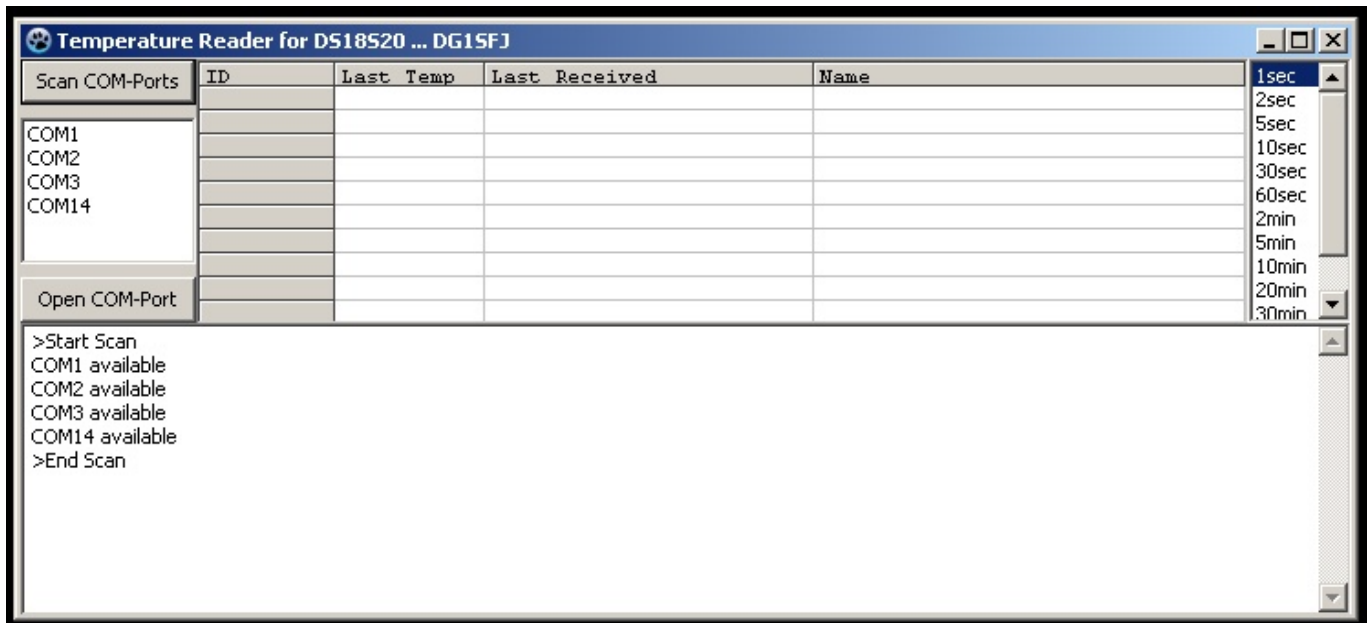 Temperature Reader for DS18S20 ... DG1SFJ
Scan COM-Ports
ID Last Temp Last Received Name
COM1
COM2
COM3
COM14
Open COM-Port
1sec
2sec
5sec
10sec
30sec
60sec
2min
5min
10min
20min
30min
>Start Scan
COM1 available
COM2 available
COM3 available
COM14 available
>End Scan